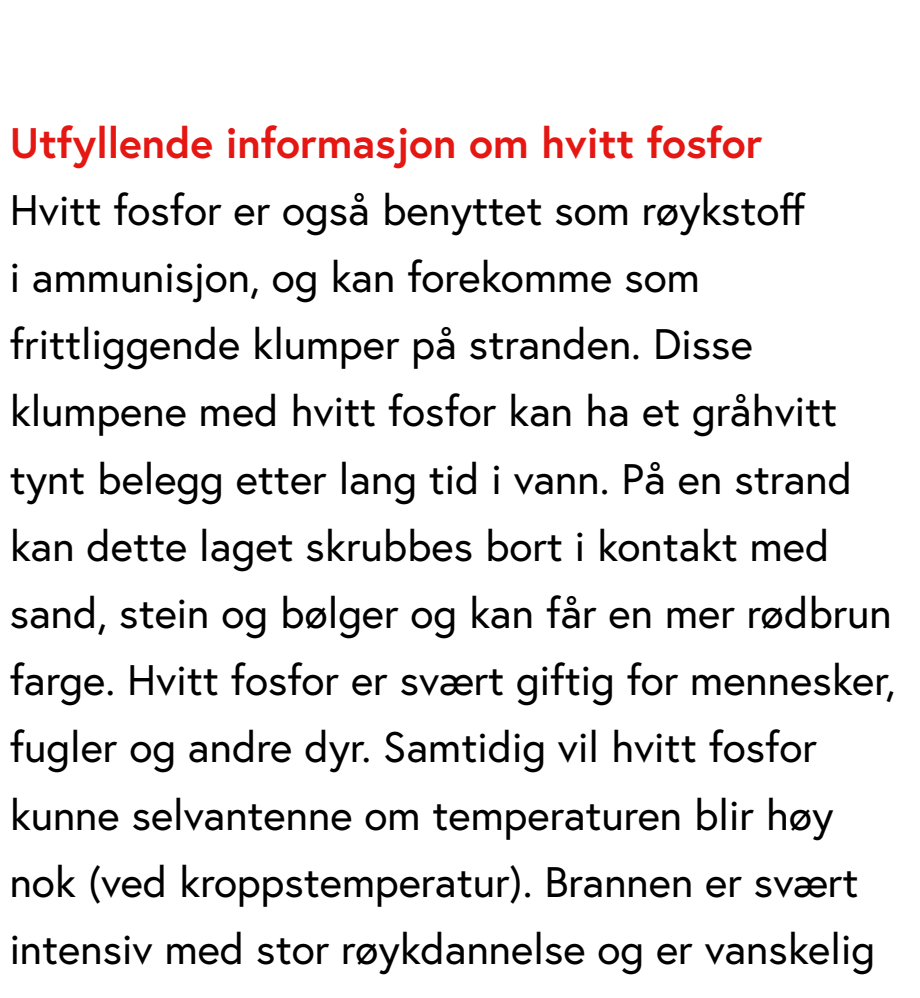 Utfyllende informasjon om hvitt fosfor
Hvitt fosfor er også benyttet som røykstoff
i ammunisjon, og kan forekomme som
frittliggende klumper på stranden. Disse
klumpene med hvitt fosfor kan ha et gråhvitt
tynt belegg etter lang tid i vann. På en strand
kan dette laget skrubbes bort i kontakt med
sand, stein og bølger og kan får en mer rødbrun
farge. Hvitt fosfor er svært giftig for mennesker,
fugler og andre dyr. Samtidig vil hvitt fosfor
kunne selvantenne om temperaturen blir høy
nok (ved kroppstemperatur). Brannen er svært
intensiv med stor røykdannelse og er vanskelig